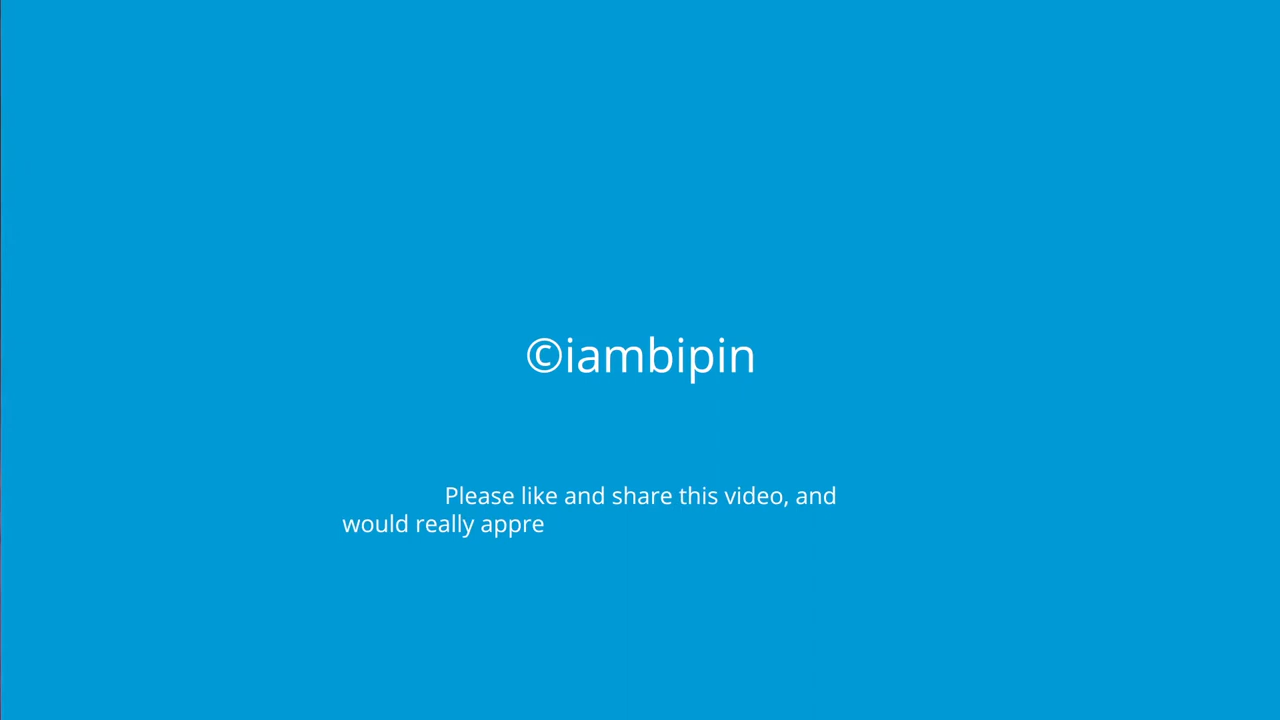 ©iambipin
Please like and share this video, and
would really appre